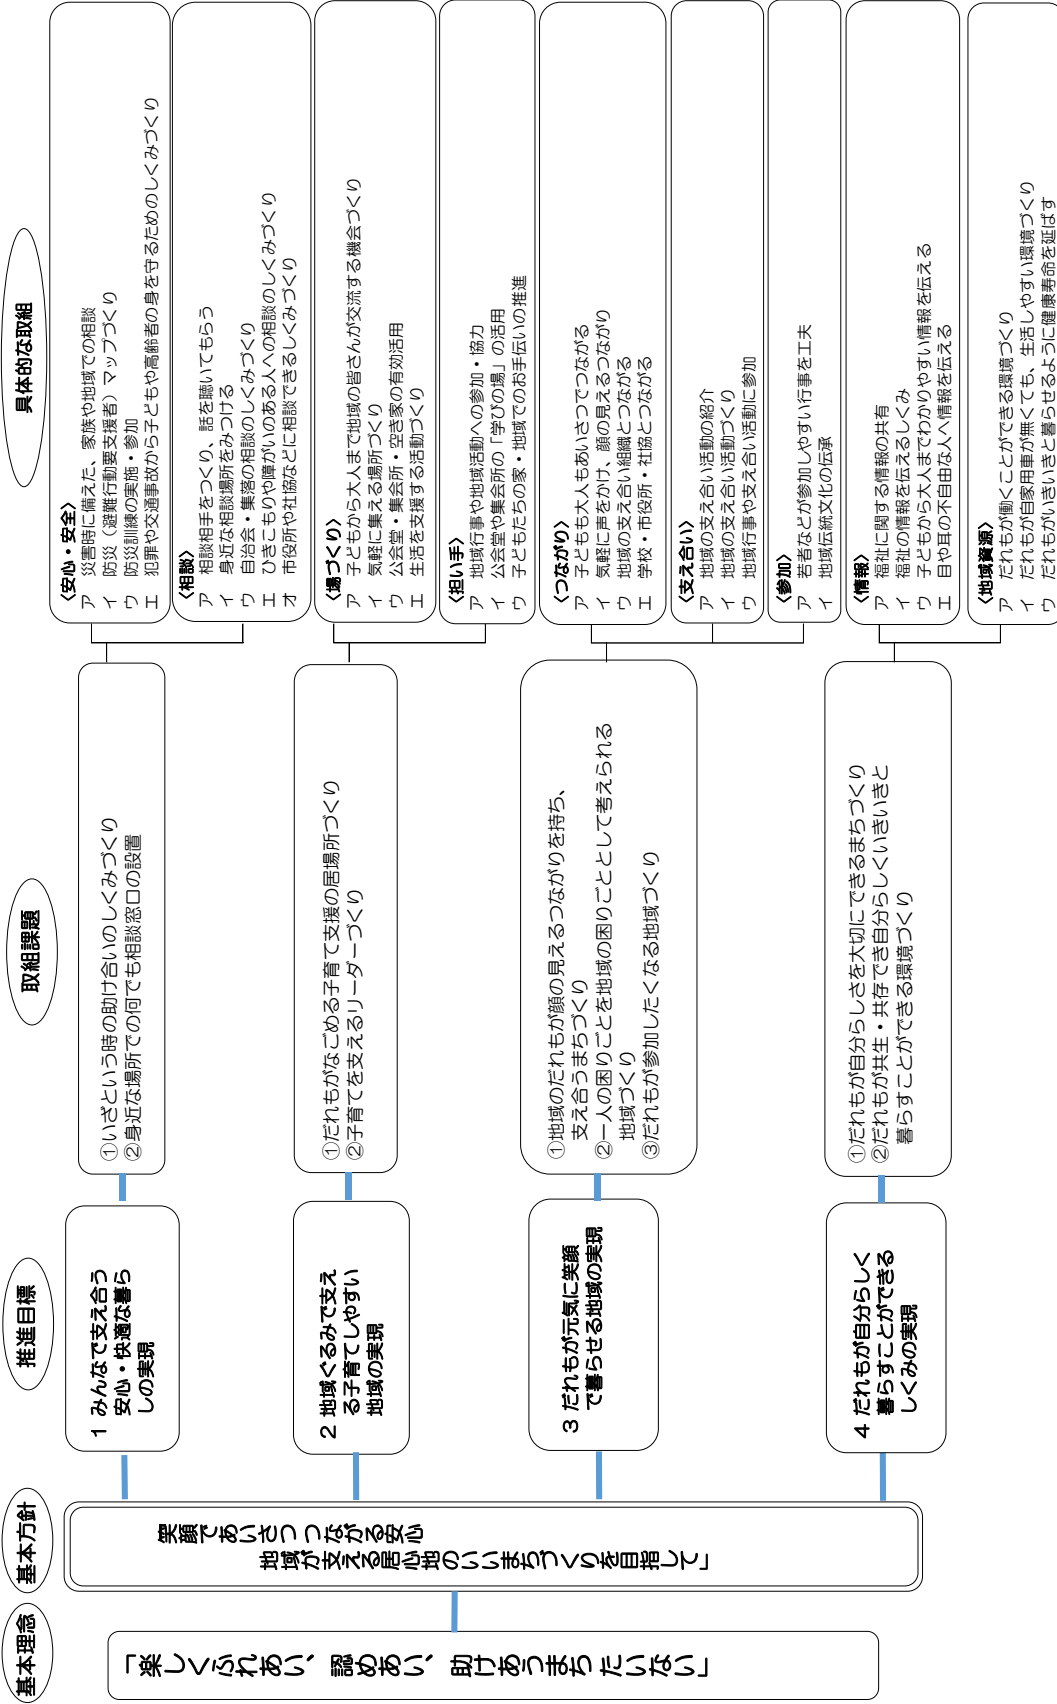 基本理念
基本方針
推進目標
取組課題
具体的な取組
「楽しくふれあい、認めあい、助けあうまち たいない」
笑顔であいさつ つながる安心
地域が支える居心地のいいまちづくりを目指して」
1 みんなで支え合う
安心・快適な暮ら
しの実現
①いざという時の助け合いのしくみづくり
②身近な場所での何でも相談窓口の設置
〈安心・安全〉
ア 災害時に備えた、家族や地域での相談
イ 防災（避難行動要支援者）マップづくり
ウ 防災訓練の実施・参加
エ 犯罪や交通事故から子どもや高齢者の身を守るためのしくみづくり
〈相談〉
ア 相談相手をつくり、話を聴いてもらう
イ 身近な相談場所をみつける
ウ 自治会・集落の相談のしくみづくり
エ ひきこもりや障がいのある人への相談のしくみづくり
オ 市役所や社協などに相談できるしくみづくり
2 地域ぐるみで支え
る子育てしやすい
地域の実現
①だれもがなごめる子育て支援の居場所づくり
②子育てを支えるリーダーづくり
〈場づくり〉
ア 子どもから大人まで地域の皆さんが交流する機会づくり
イ 気軽に集える場所づくり
ウ 公会堂・集会所・空き家の有効活用
エ 生活を支援する活動づくり
〈担い手〉
ア 地域行事や地域活動への参加・協力
イ 公会堂や集会所の「学びの場」の活用
ウ 子どもたちの家・地域でのお手伝いの推進
3 だれもが元気に笑顔
で暮らせる地域の実現
①地域のだれもが顔の見えるつながりを持ち、
支え合うまちづくり
②一人の困りごとを地域の困りごととして考えられる
地域づくり
③だれもが参加したくなる地域づくり
〈つながり〉
ア 子どもも大人もあいさつでつながる
イ 気軽に声をかけ、顔の見えるつながり
ウ 地域の支え合い組織とつながる
エ 学校・市役所・社協とつながる
〈支え合い〉
ア 地域の支え合い活動の紹介
イ 地域の支え合い活動づくり
ウ 地域行事や支え合い活動に参加
〈参加〉
ア 若者などが参加しやすい行事を工夫
イ 地域伝統文化の伝承
4 だれもが自分らしく
暮らすことができる
しくみの実現
①だれもが自分らしさを大切にできるまちづくり
②だれもが共生・共存でき自分らしくいきいきと
暮らすことができる環境づくり
〈情報〉
ア 福祉に関する情報の共有
イ 福祉の情報を伝えるしくみ
ウ 子どもから大人までわかりやすい情報を伝える
エ 目や耳の不自由な人へ情報を伝える
〈地域資源〉
ア だれもが働くことができる環境づくり
イ だれもが自家用車が無くても、生活しやすい環境づくり
ウ だれもがいきいきと暮らせるように健康寿命を延ばす